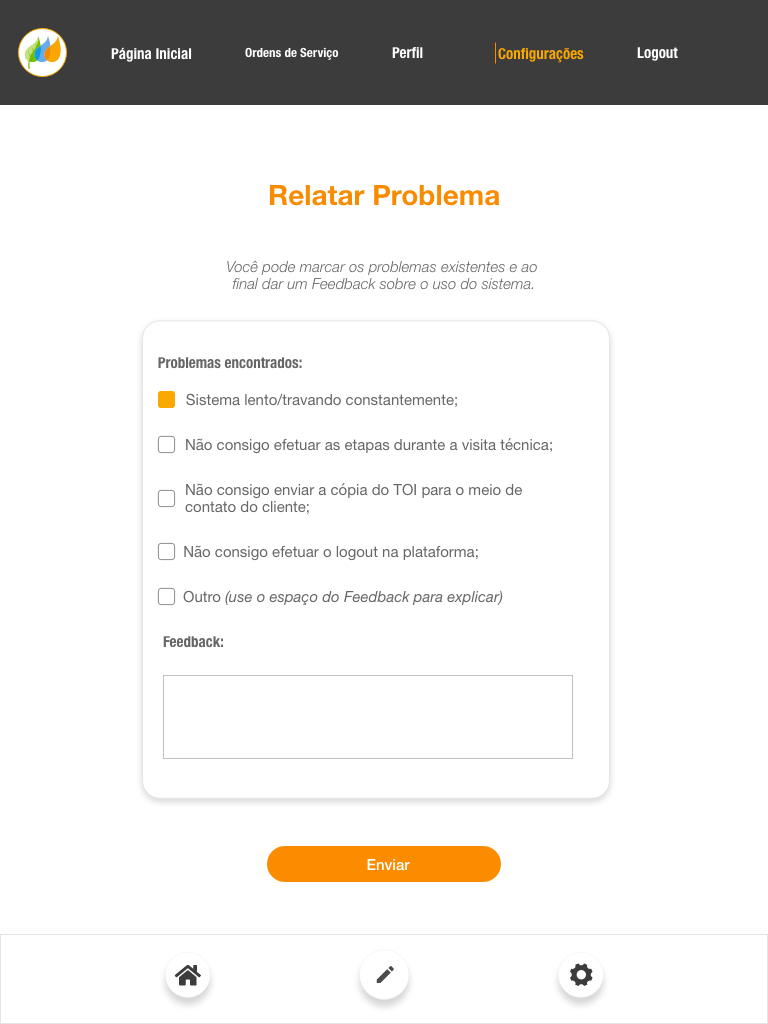 Página Inicial
Ordens de Serviço
Perfil
Configurações
Logout
Relatar Problema
Você pode marcar os problemas existentes e ao
final dar um Feedback sobre o uso do sistema.
Problemas encontrados:
Sistema lento/travando constantemente;
Não consigo efetuar as etapas durante a visita técnica;
Não consigo enviar a cópia do TOI para o meio de
contato do cliente;
Não consigo efetuar o logout na plataforma;
Outro (use o espaço do Feedback para explicar)
Feedback:
Enviar